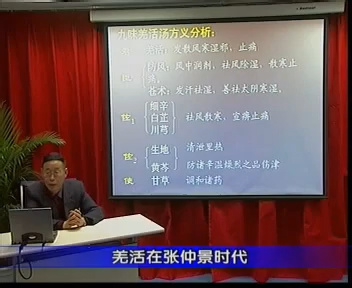 九味羌活汤方义分析：
君 羌活：发散风寒湿邪，止痛
防风：风中润剂，祛风除湿，散寒止痛。
臣
苍术：发汗祛湿，善祛太阴寒湿。
细辛
佐1 白芷 祛风散寒，宣痹止痛
川芎
生地 清泄里热
佐2
黄芩 防诸辛温燥烈之品伤津
使 甘草 调和诸药
羌活在张仲景时代